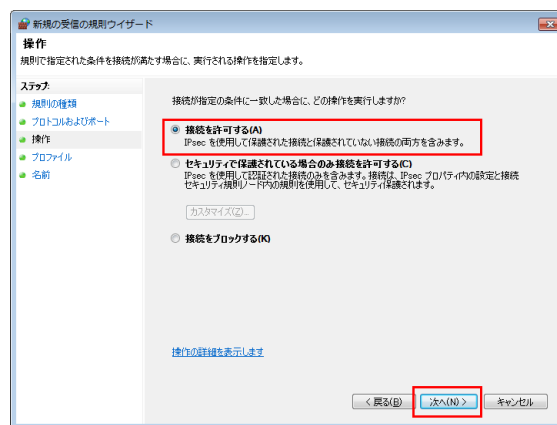 新規の受信の規則ウィザード
操作
規則で指定された条件を接続が満たす場合に、実行される操作を指定します。
ステップ:
規則の種類
プロトコルおよびポート
操作
プロファイル
名前
接続が指定の条件に一致した場合に、どの操作を実行しますか?
接続を許可する(A)
IPsec を使用して保護された接続と保護されていない接続の両方を含みます。
セキュリティで保護されている場合のみ接続を許可する(C)
IPsec を使用して認証された接続のみを含みます。接続は、IPsec プロパティ内の設定と接続
セキュリティ規則ノード内の規則を使用して、セキュリティ保護されます。
カスタマイズ(Z)...
接続をブロックする(K)
操作の詳細を表示します
< 戻る(B)
次へ(N) >
キャンセル